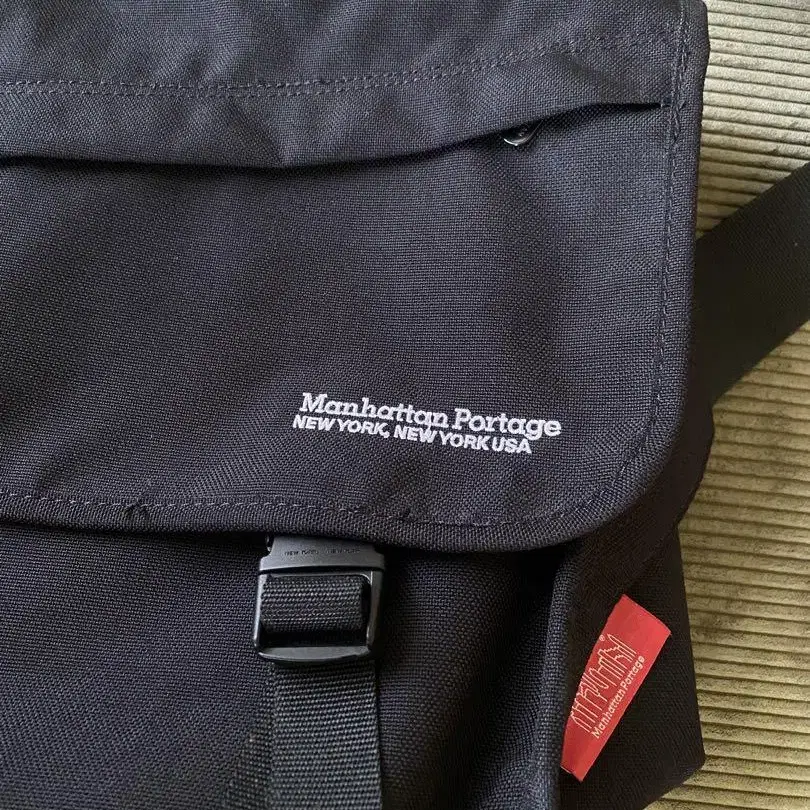 Manhattan Portage
NEW YORK, NEW YORK USA
Manhattan Portage
®